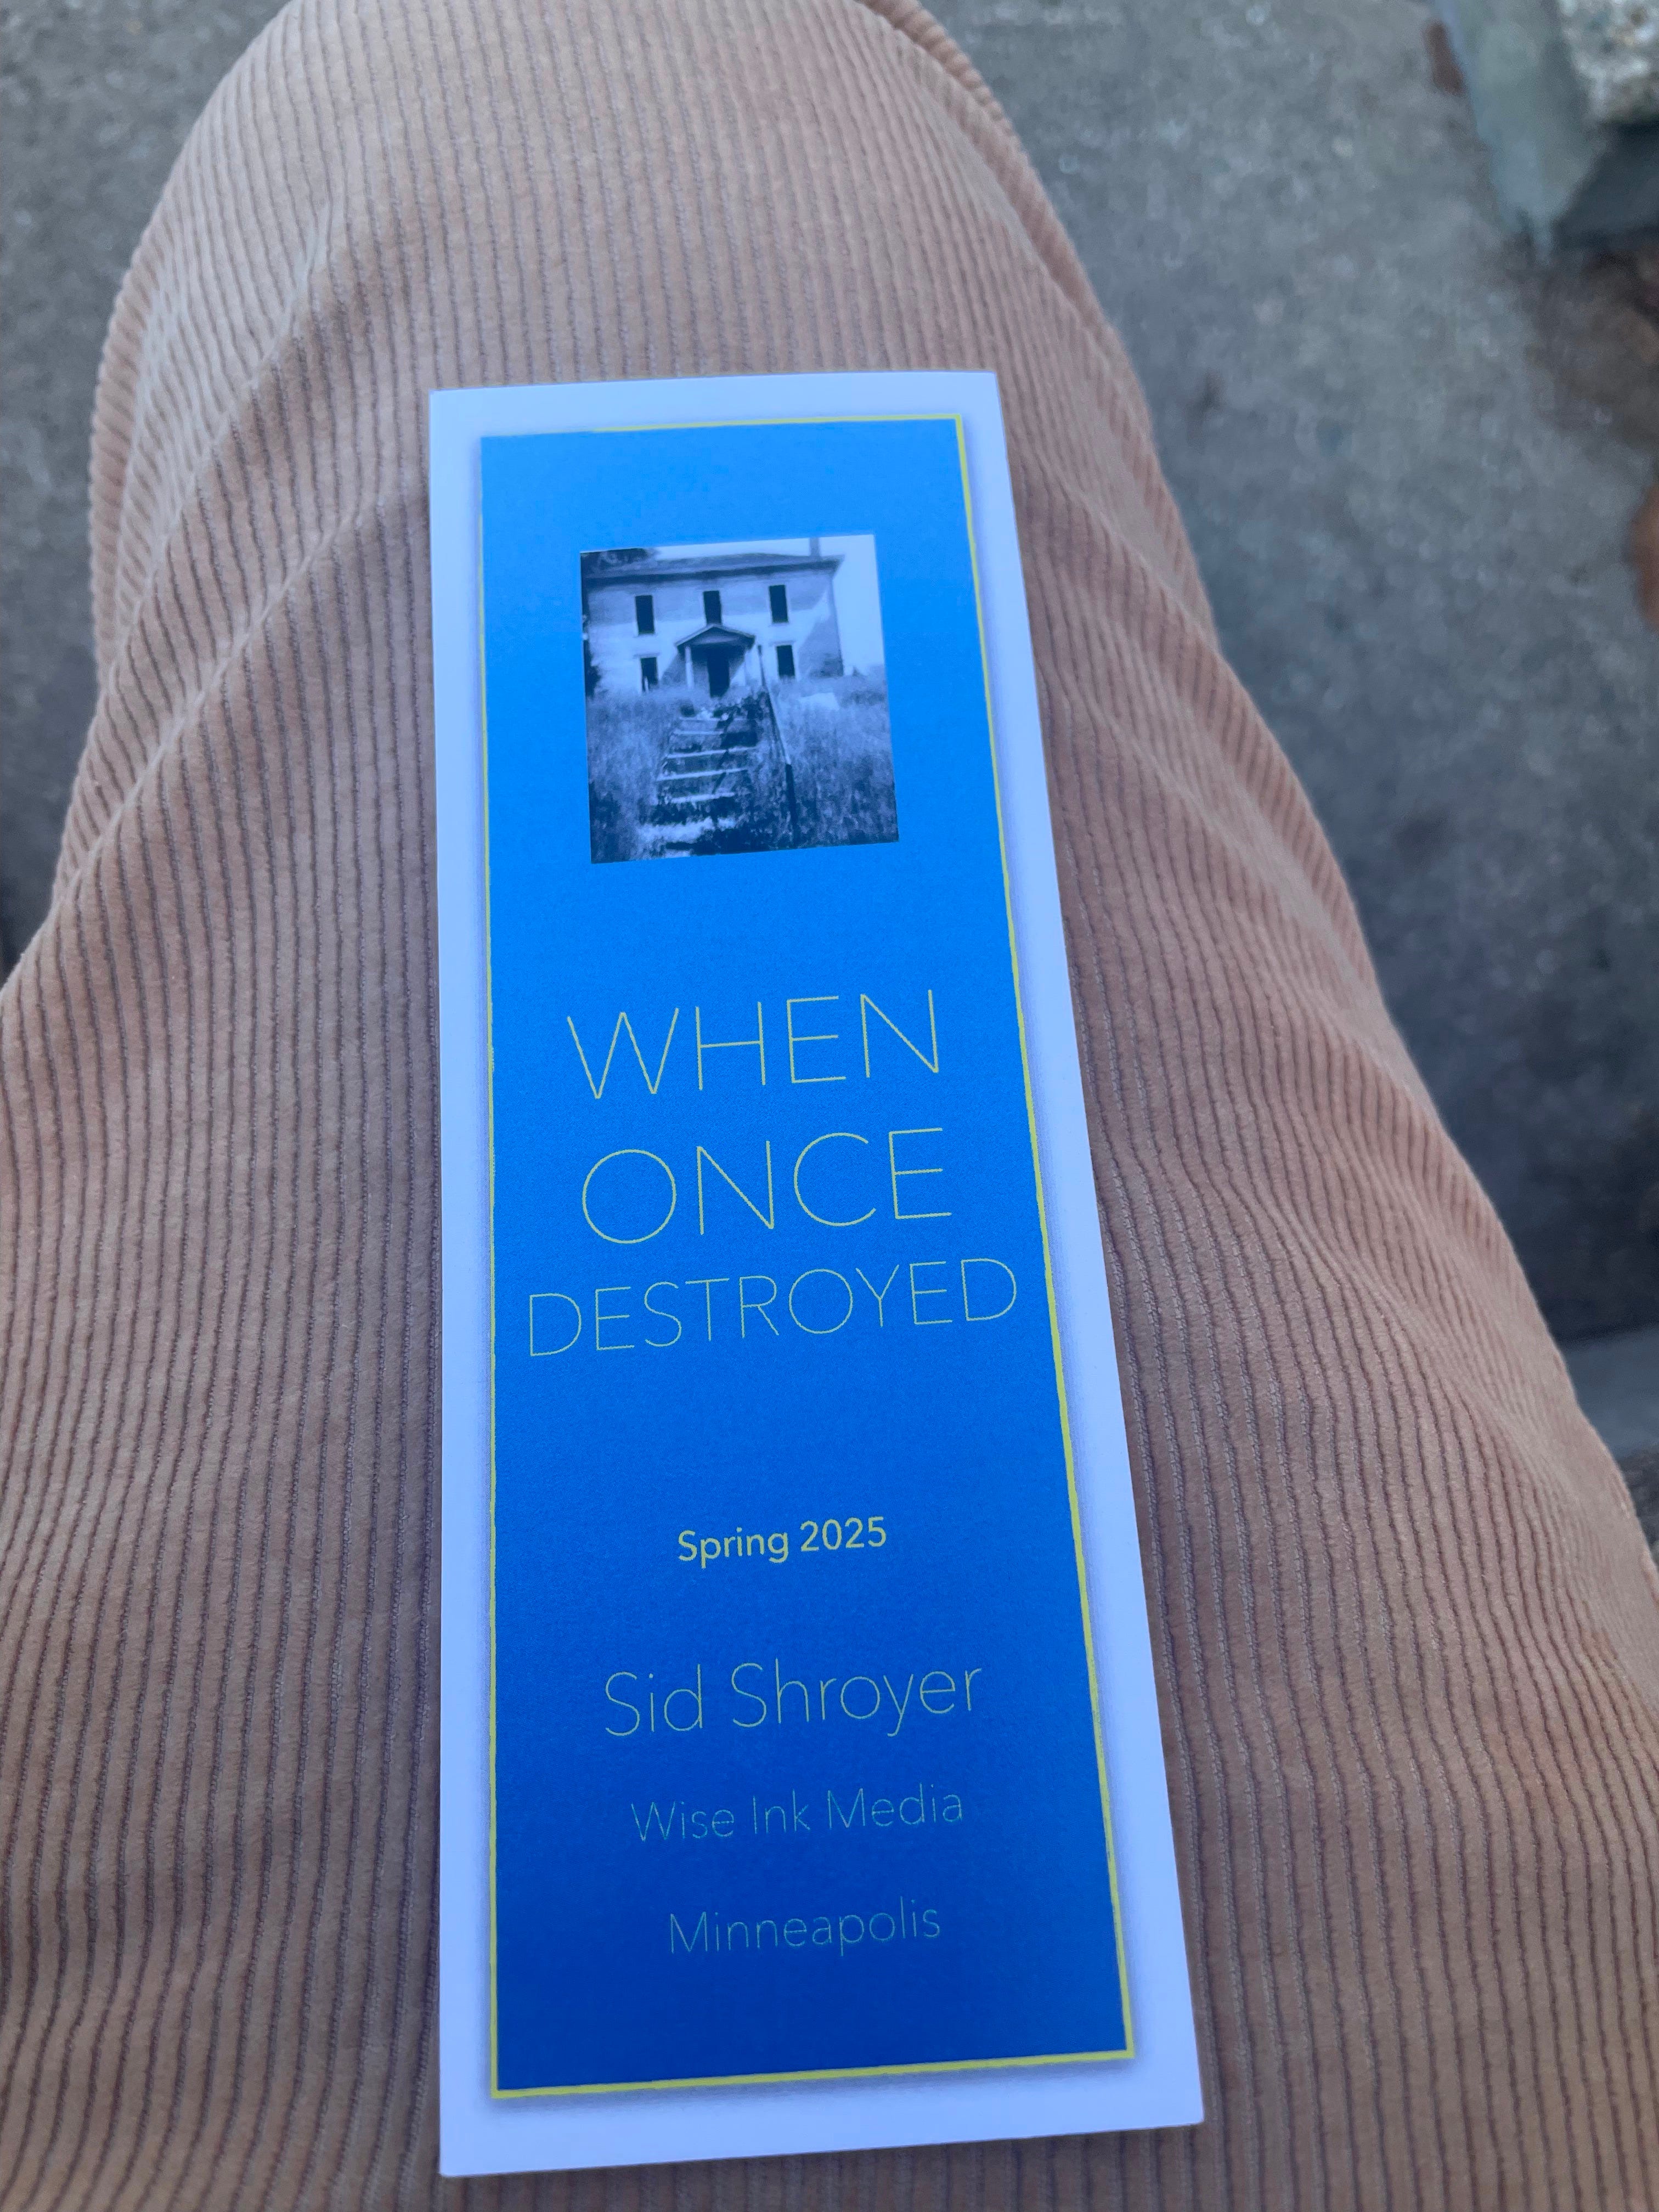 WHEN
ONCE
DESTROYED
Spring 2025
Sid Shroyer
Wise Ink Media
Minneapolis